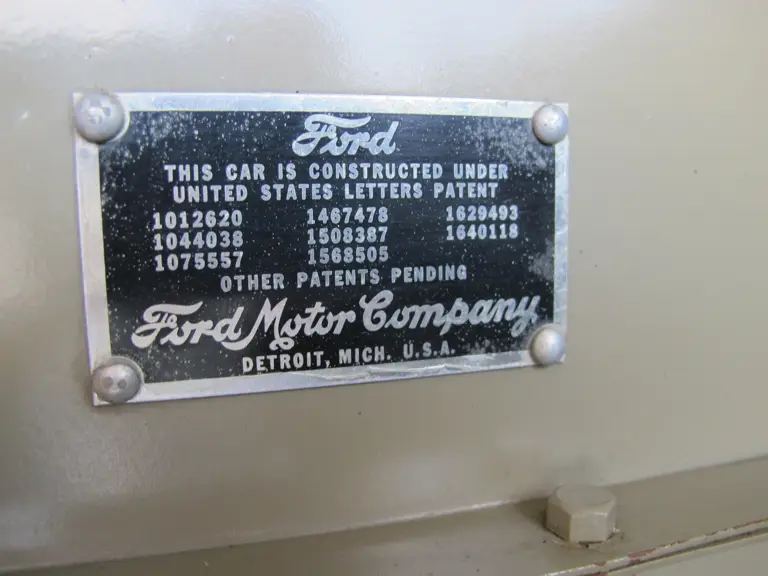 Ford
THIS CAR IS CONSTRUCTED UNDER
UNITED STATES LETTERS PATENT
1012620 1467478 1629493
1044038 1508387 1640118
1075557 1568505
OTHER PATENTS PENDING
Ford Motor Company
DETROIT, MICH. U.S.A.